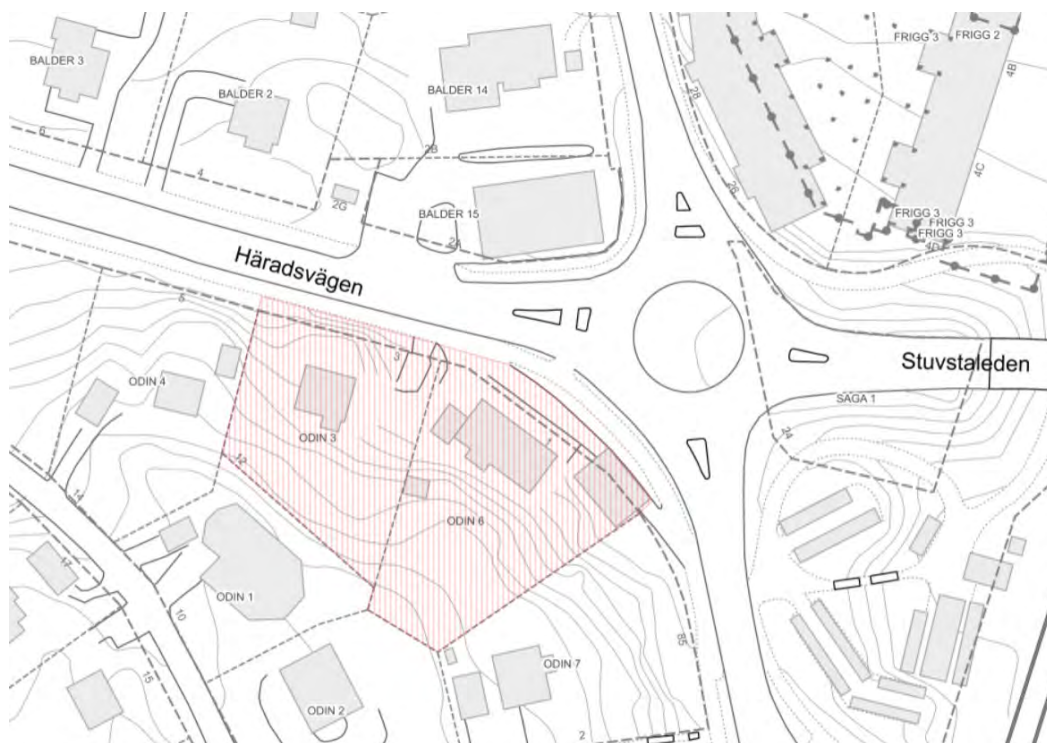 FRIGG 3
FRIGG 2
BALDER 3
BALDER 14
4B
BALDER 2
28
6
2B
4
4C
26
2G
BALDER 15
FRIGG 3
FRIGG 3
FRIGG 3
2A
4D
Häradsvägen
5
3
Stuvstaleden
ODIN 4
SAGA 1
ODIN 3
24
12
14
ODIN 6
17
ODIN 1
10
85
ODIN 7
15
ODIN 2
2